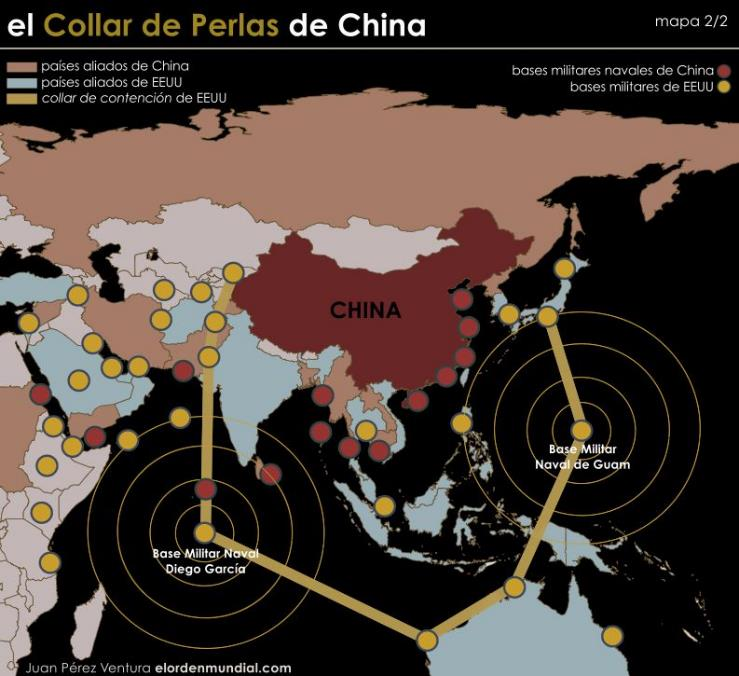 el Collar de Perlas de China
mapa 2/2
países aliados de China
países aliados de EEUU
collar de contención de EEUU
bases militares navales de China
bases militares de EEUU
CHINA
Base Militar
Naval de Guam
Base Militar Naval
Diego García
© Juan Pérez Ventura elordenmundial.com